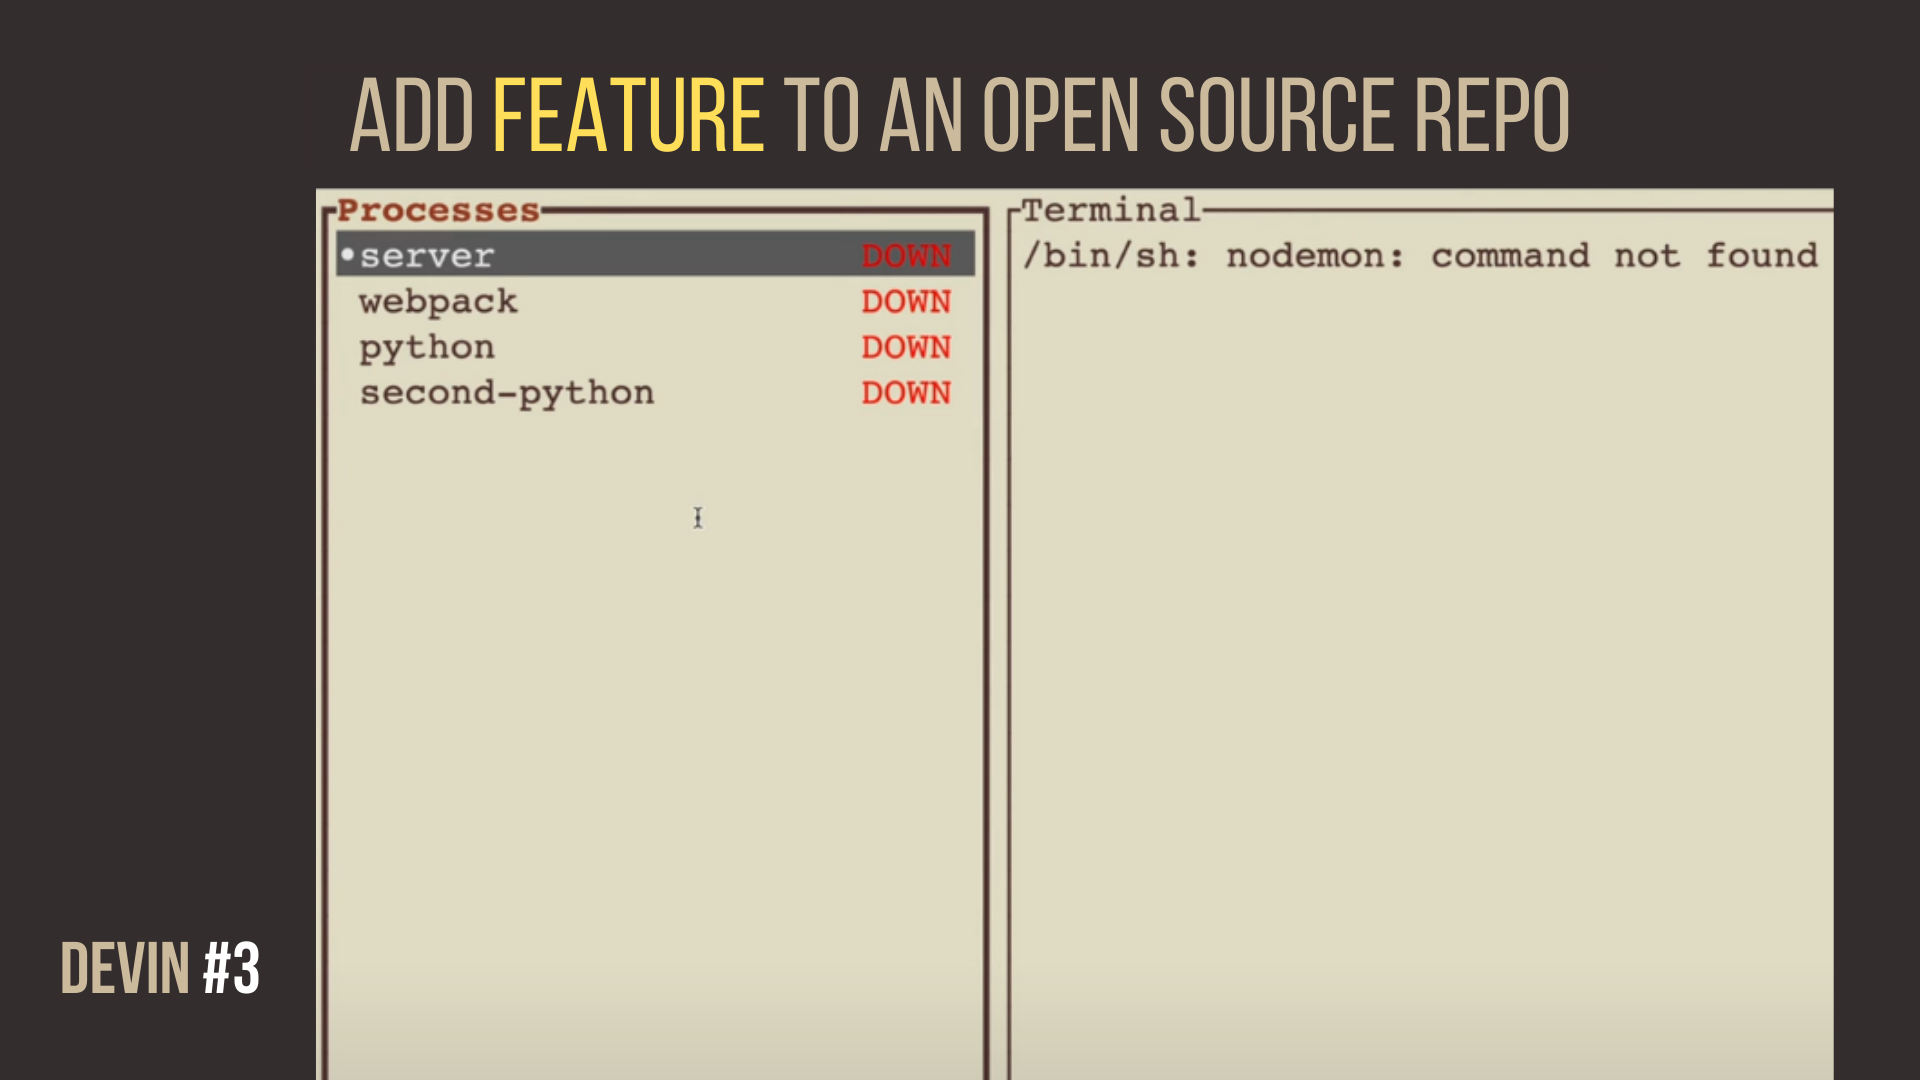 ADD FEATURE TO AN OPEN SOURCE REPO
Processes
•server DOWN
webpack DOWN
python DOWN
second-python DOWN
Terminal
/bin/sh: nodemon: command not found
DEVIN #3